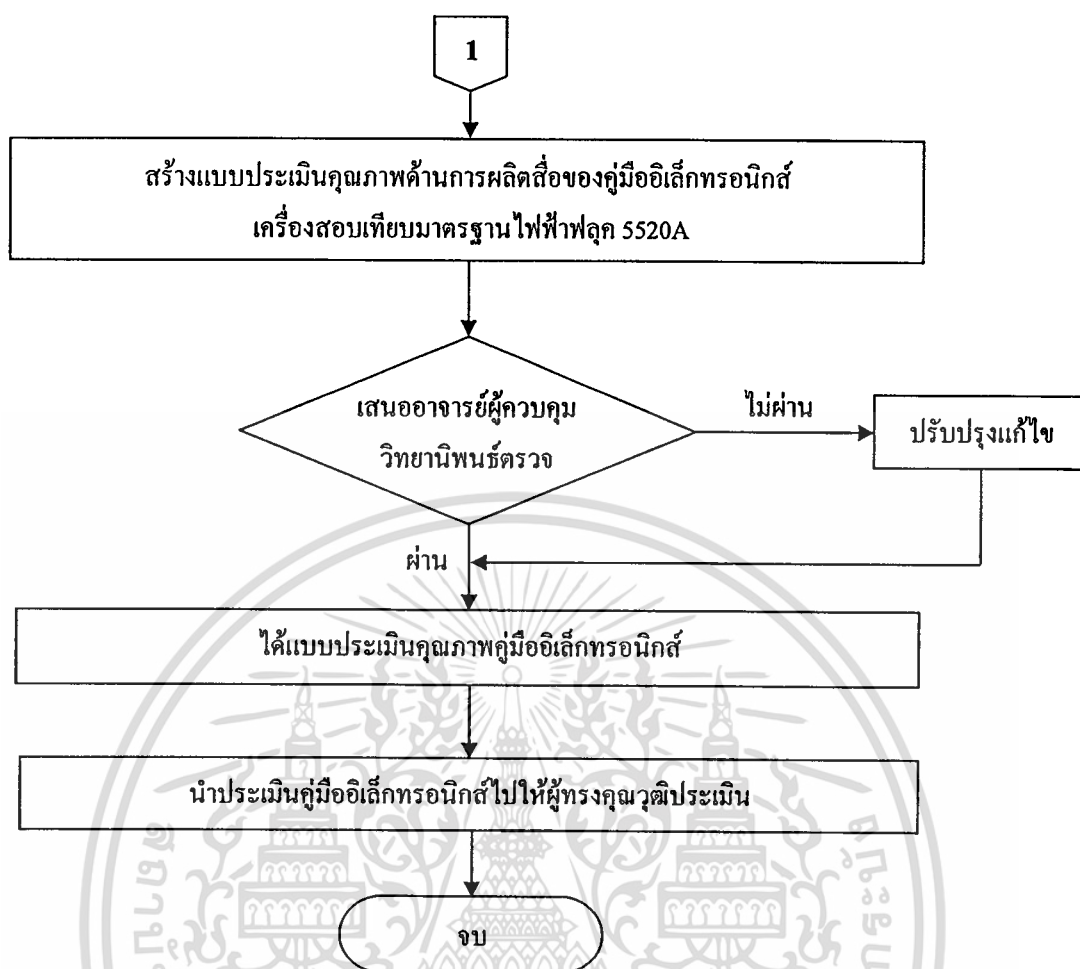 1
สร้างแบบประเมินคุณภาพด้านการผลิตสื่อของคู่มืออิเล็กทรอนิกส์
เครื่องสอบเทียบมาตรฐานไฟฟ้าฟลุค 5520A
เสนออาจารย์ผู้ควบคุม
วิทยานิพนธ์ตรวจ
ไม่ผ่าน
ปรับปรุงแก้ไข
ผ่าน
ได้แบบประเมินคุณภาพคู่มืออิเล็กทรอนิกส์
นำประเมินคู่มืออิเล็กทรอนิกส์ไปให้ผู้ทรงคุณวุฒิประเมิน
จบ